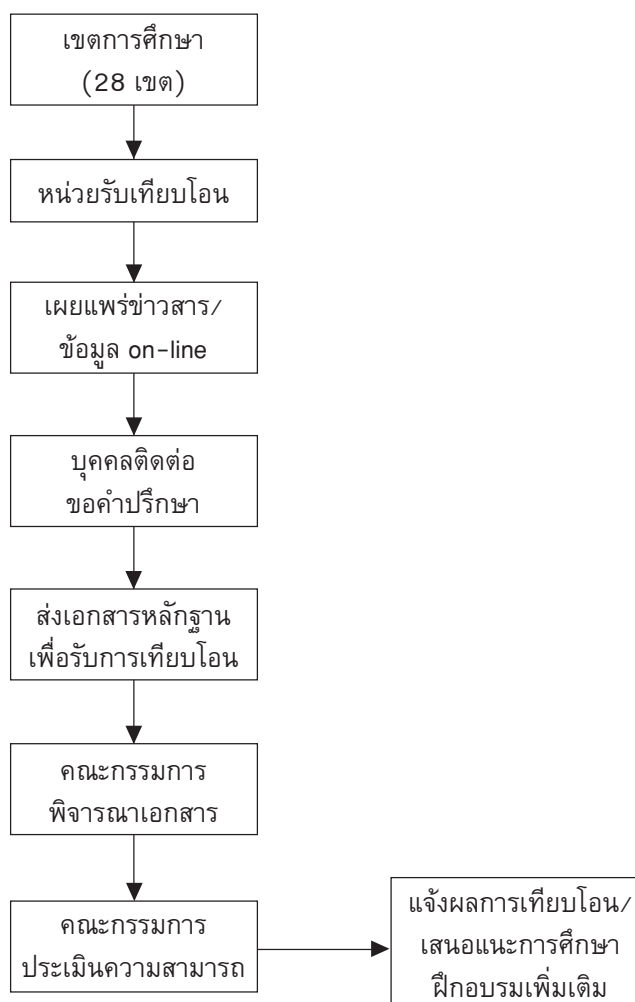 เขตการศึกษา
(28 เขต)
หน่วยรับเทียบโอน
เผยแพร่ข่าวสาร/
ข้อมูล on-line
บุคคลติดต่อ
ขอคำปรึกษา
ส่งเอกสารหลักฐาน
เพื่อรับการเทียบโอน
คณะกรรมการ
พิจารณาเอกสาร
คณะกรรมการ
ประเมินความสามารถ
แจ้งผลการเทียบโอน/
เสนอแนะการศึกษา
ฝึกอบรมเพิ่มเติม